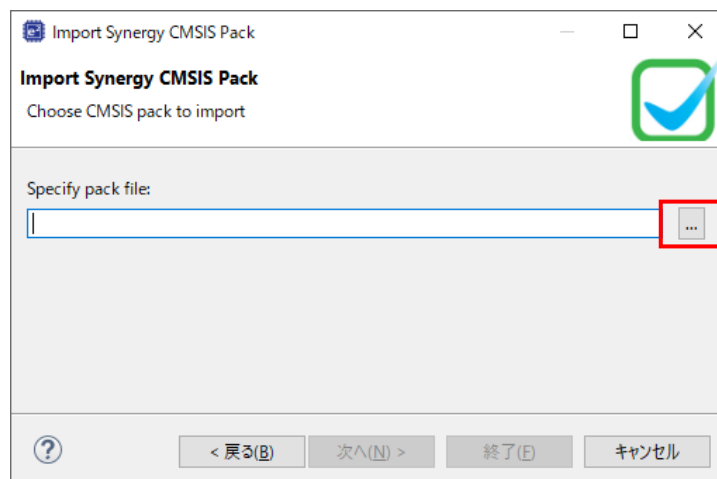 Import Synergy CMSIS Pack
Import Synergy CMSIS Pack
Choose CMSIS pack to import
Specify pack file:
...
< 戻る(B) 次へ(N) > 終了(F) キャンセル